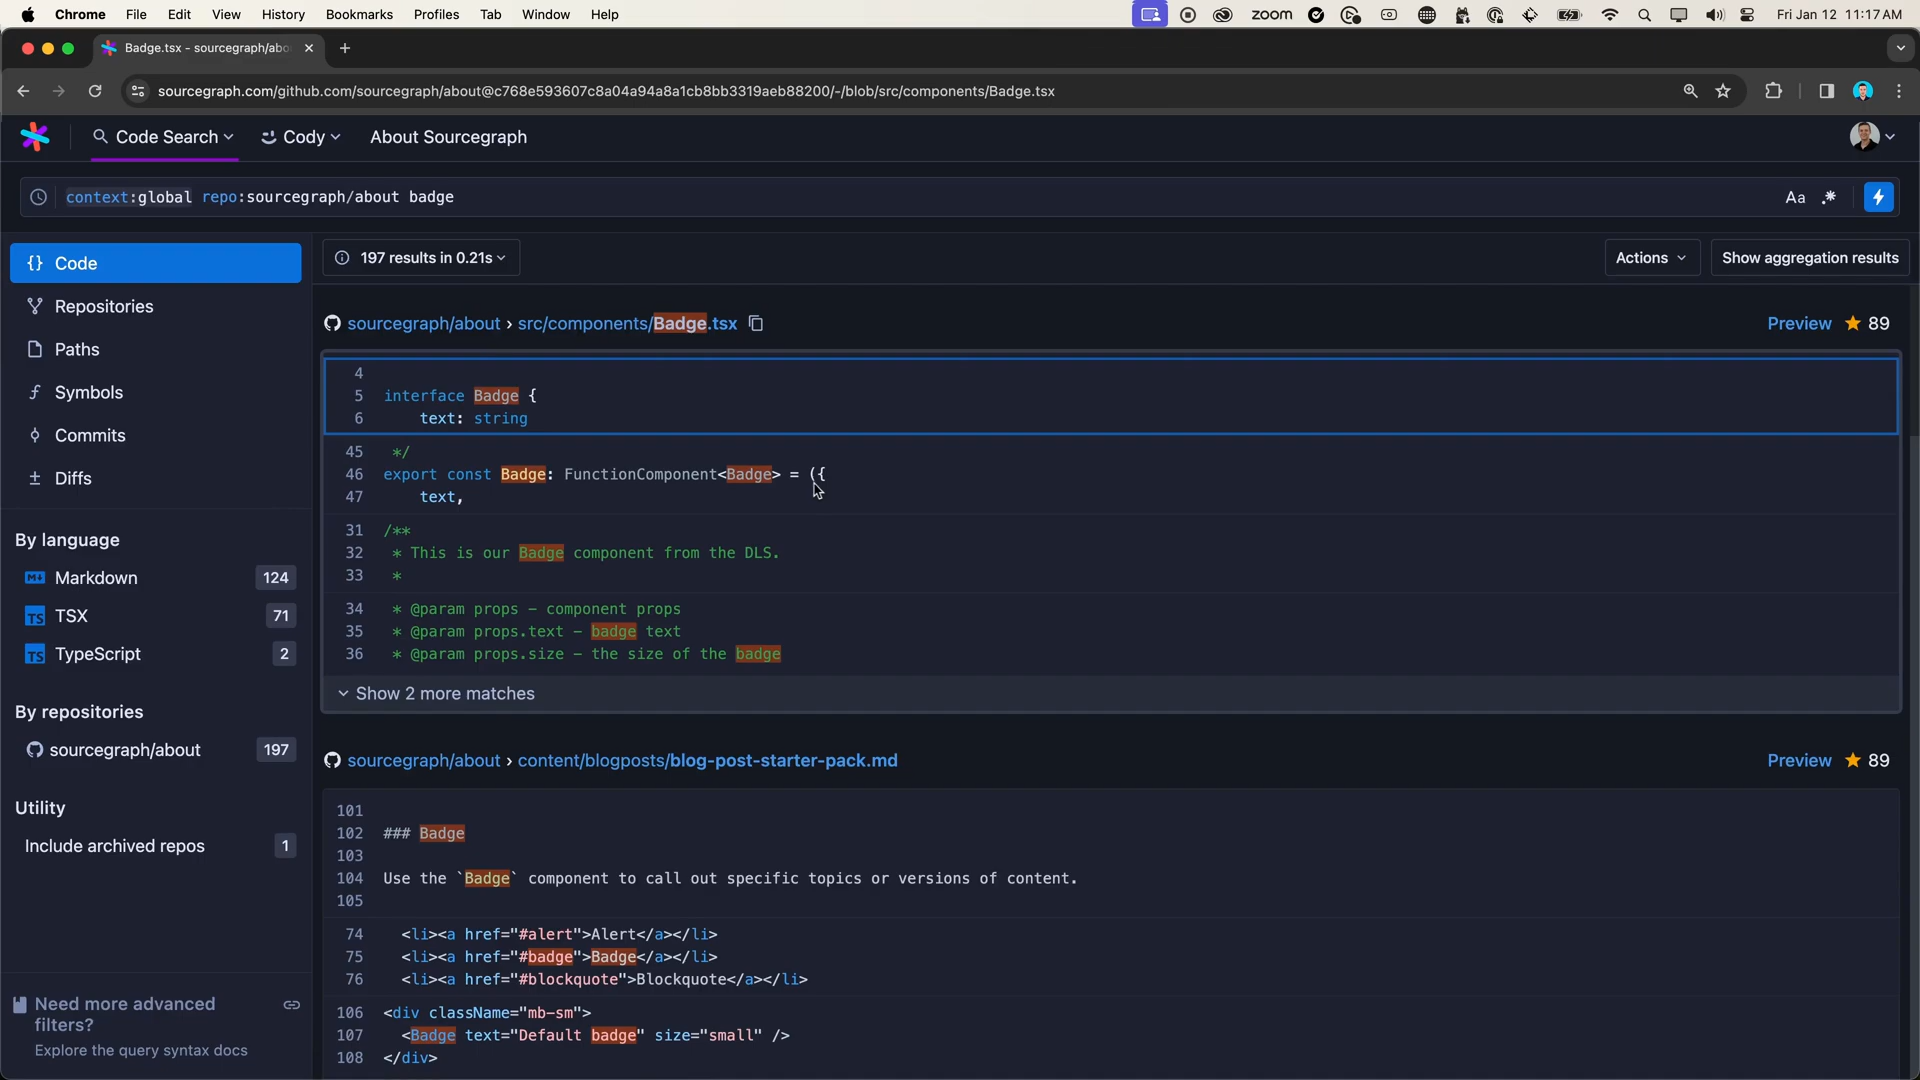 Chrome File Edit View History Bookmarks Profiles Tab Window Help zoom Fri Jan 12 11:17 AM
Badge.tsx - sourcegraph/abo
sourcegraph.com/github.com/sourcegraph/about@c768e593607c8a04a94a8a1cb8bb3319aeb88200/-/blob/src/components/Badge.tsx
Code Search Cody About Sourcegraph
context:global repo:sourcegraph/about badge Aa .*
Code
Repositories
Paths
Symbols
Commits
Diffs
By language
Markdown 124
TSX 71
TypeScript 2
By repositories
sourcegraph/about 197
Utility
Include archived repos 1
Need more advanced
filters?
Explore the query syntax docs
197 results in 0.21s Actions Show aggregation results
sourcegraph/about › src/components/Badge.tsx Preview 89
4
5 interface Badge {
6 text: string
45 */
46 export const Badge: FunctionComponent<Badge> = ({
47 text,
31 /**
32 * This is our Badge component from the DLS.
33 *
34 * @param props – component props
35 * @param props.text – badge text
36 * @param props.size – the size of the badge
Show 2 more matches
sourcegraph/about › content/blogposts/blog-post-starter-pack.md Preview 89
101
102 ### Badge
103
104 Use the `Badge` component to call out specific topics or versions of content.
105
74 <li><a href="#alert">Alert</a></li>
75 <li><a href="#badge">Badge</a></li>
76 <li><a href="#blockquote">Blockquote</a></li>
106 <div className="mb-sm">
107 <Badge text="Default badge" size="small" />
108 </div>